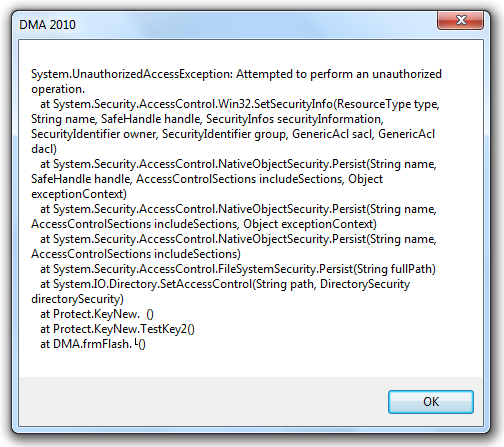 DMA 2010
System.UnauthorizedAccessException: Attempted to perform an unauthorized
operation.
at System.Security.AccessControl.Win32.SetSecurityInfo(ResourceType type,
String name, SafeHandle handle, SecurityInfos securityInformation,
SecurityIdentifier owner, SecurityIdentifier group, GenericAcl sacl, GenericAcl
dacl)
at System.Security.AccessControl.NativeObjectSecurity.Persist(String name,
SafeHandle handle, AccessControlSections includeSections, Object
exceptionContext)
at System.Security.AccessControl.NativeObjectSecurity.Persist(String name,
AccessControlSections includeSections, Object exceptionContext)
at System.Security.AccessControl.NativeObjectSecurity.Persist(String name,
AccessControlSections includeSections)
at System.Security.AccessControl.FileSystemSecurity.Persist(String fullPath)
at System.IO.Directory.SetAccessControl(String path, DirectorySecurity
directorySecurity)
at Protect.KeyNew.  ()
at Protect.KeyNew.TestKey2()
at DMA.frmFlash.└()
OK